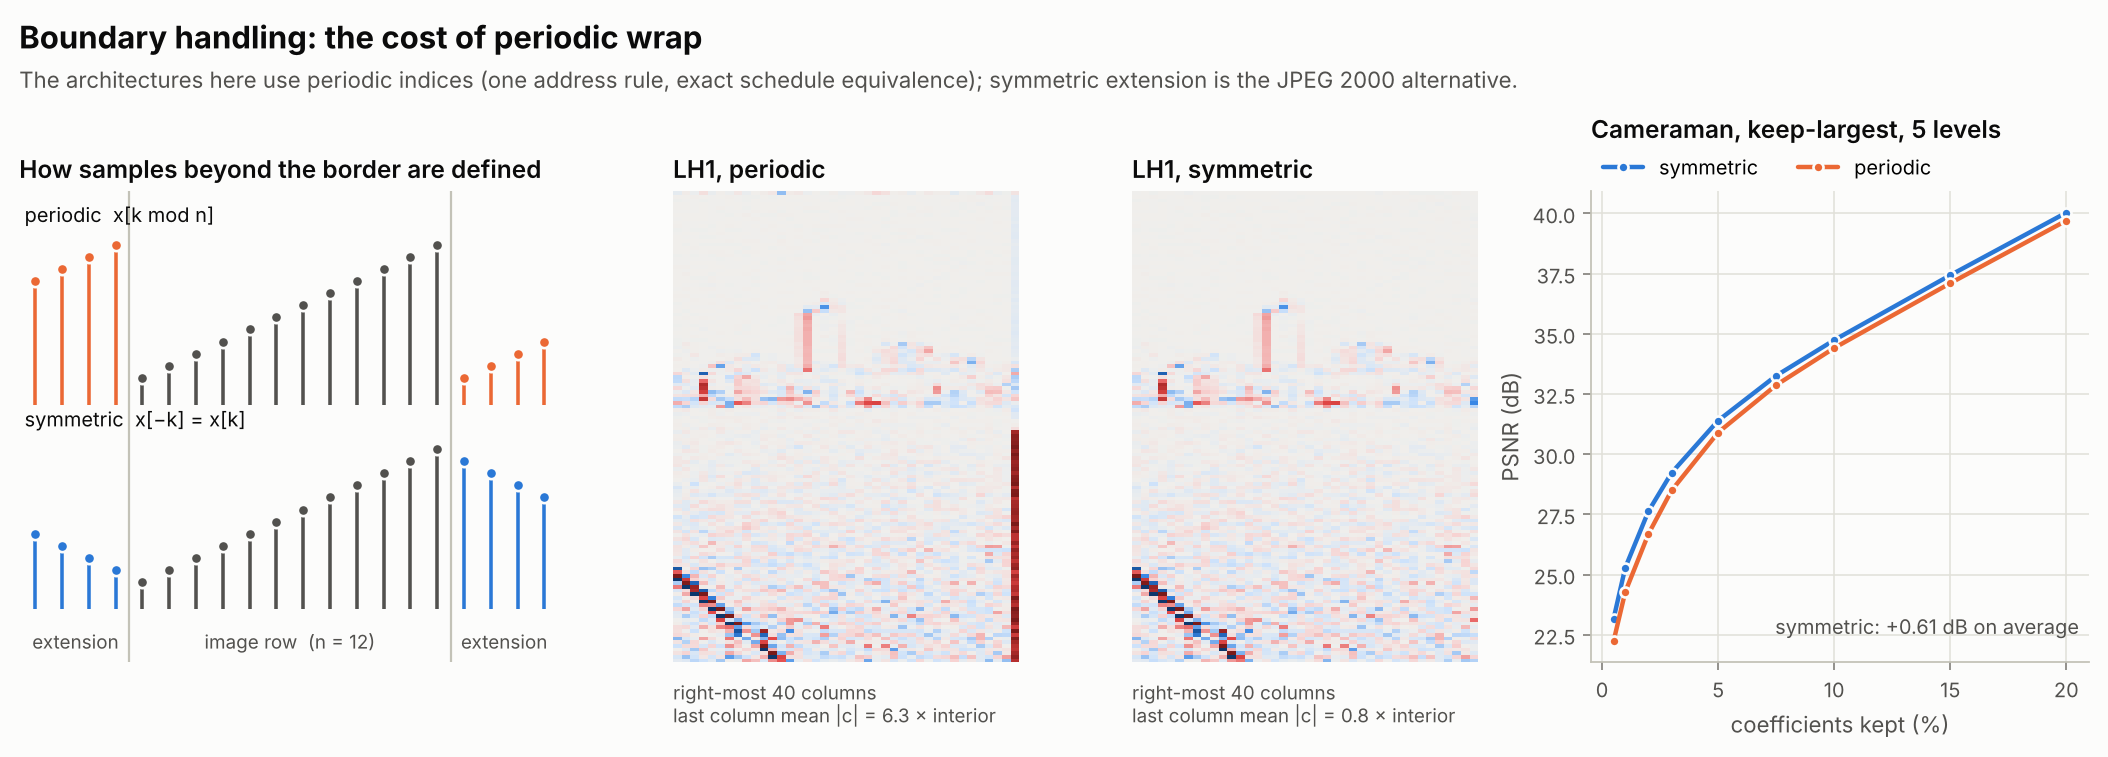 Boundary handling: the cost of periodic wrap
The architectures here use periodic indices (one address rule, exact schedule equivalence); symmetric extension is the JPEG 2000 alternative.
How samples beyond the border are defined
periodic  x[k mod n]
symmetric  x[−k] = x[k]
extension
image row  (n = 12)
extension
LH1, periodic
right-most 40 columns
last column mean |c| = 6.3 × interior
LH1, symmetric
right-most 40 columns
last column mean |c| = 0.8 × interior
Cameraman, keep-largest, 5 levels
symmetric
periodic
PSNR (dB)
40.0
37.5
35.0
32.5
30.0
27.5
25.0
22.5
symmetric: +0.61 dB on average
0
5
10
15
20
coefficients kept (%)